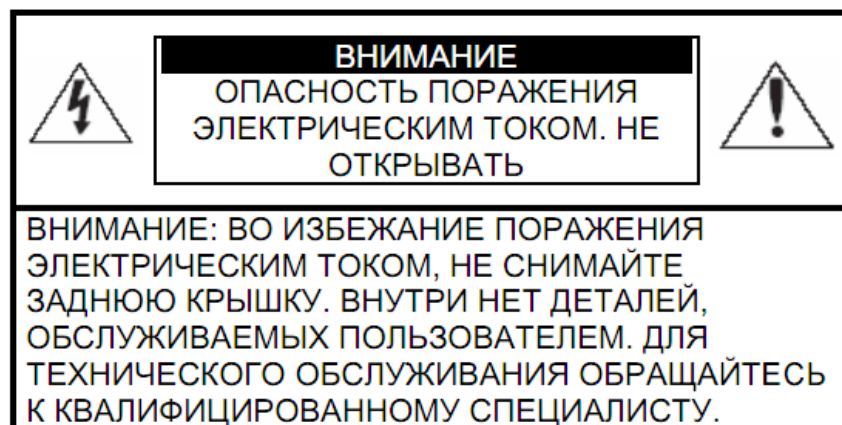 ВНИМАНИЕ
ОПАСНОСТЬ ПОРАЖЕНИЯ
ЭЛЕКТРИЧЕСКИМ ТОКОМ. НЕ
ОТКРЫВАТЬ
ВНИМАНИЕ: ВО ИЗБЕЖАНИЕ ПОРАЖЕНИЯ
ЭЛЕКТРИЧЕСКИМ ТОКОМ, НЕ СНИМАЙТЕ
ЗАДНЮЮ КРЫШКУ. ВНУТРИ НЕТ ДЕТАЛЕЙ,
ОБСЛУЖИВАЕМЫХ ПОЛЬЗОВАТЕЛЕМ. ДЛЯ
ТЕХНИЧЕСКОГО ОБСЛУЖИВАНИЯ ОБРАЩАЙТЕСЬ
К КВАЛИФИЦИРОВАННОМУ СПЕЦИАЛИСТУ.